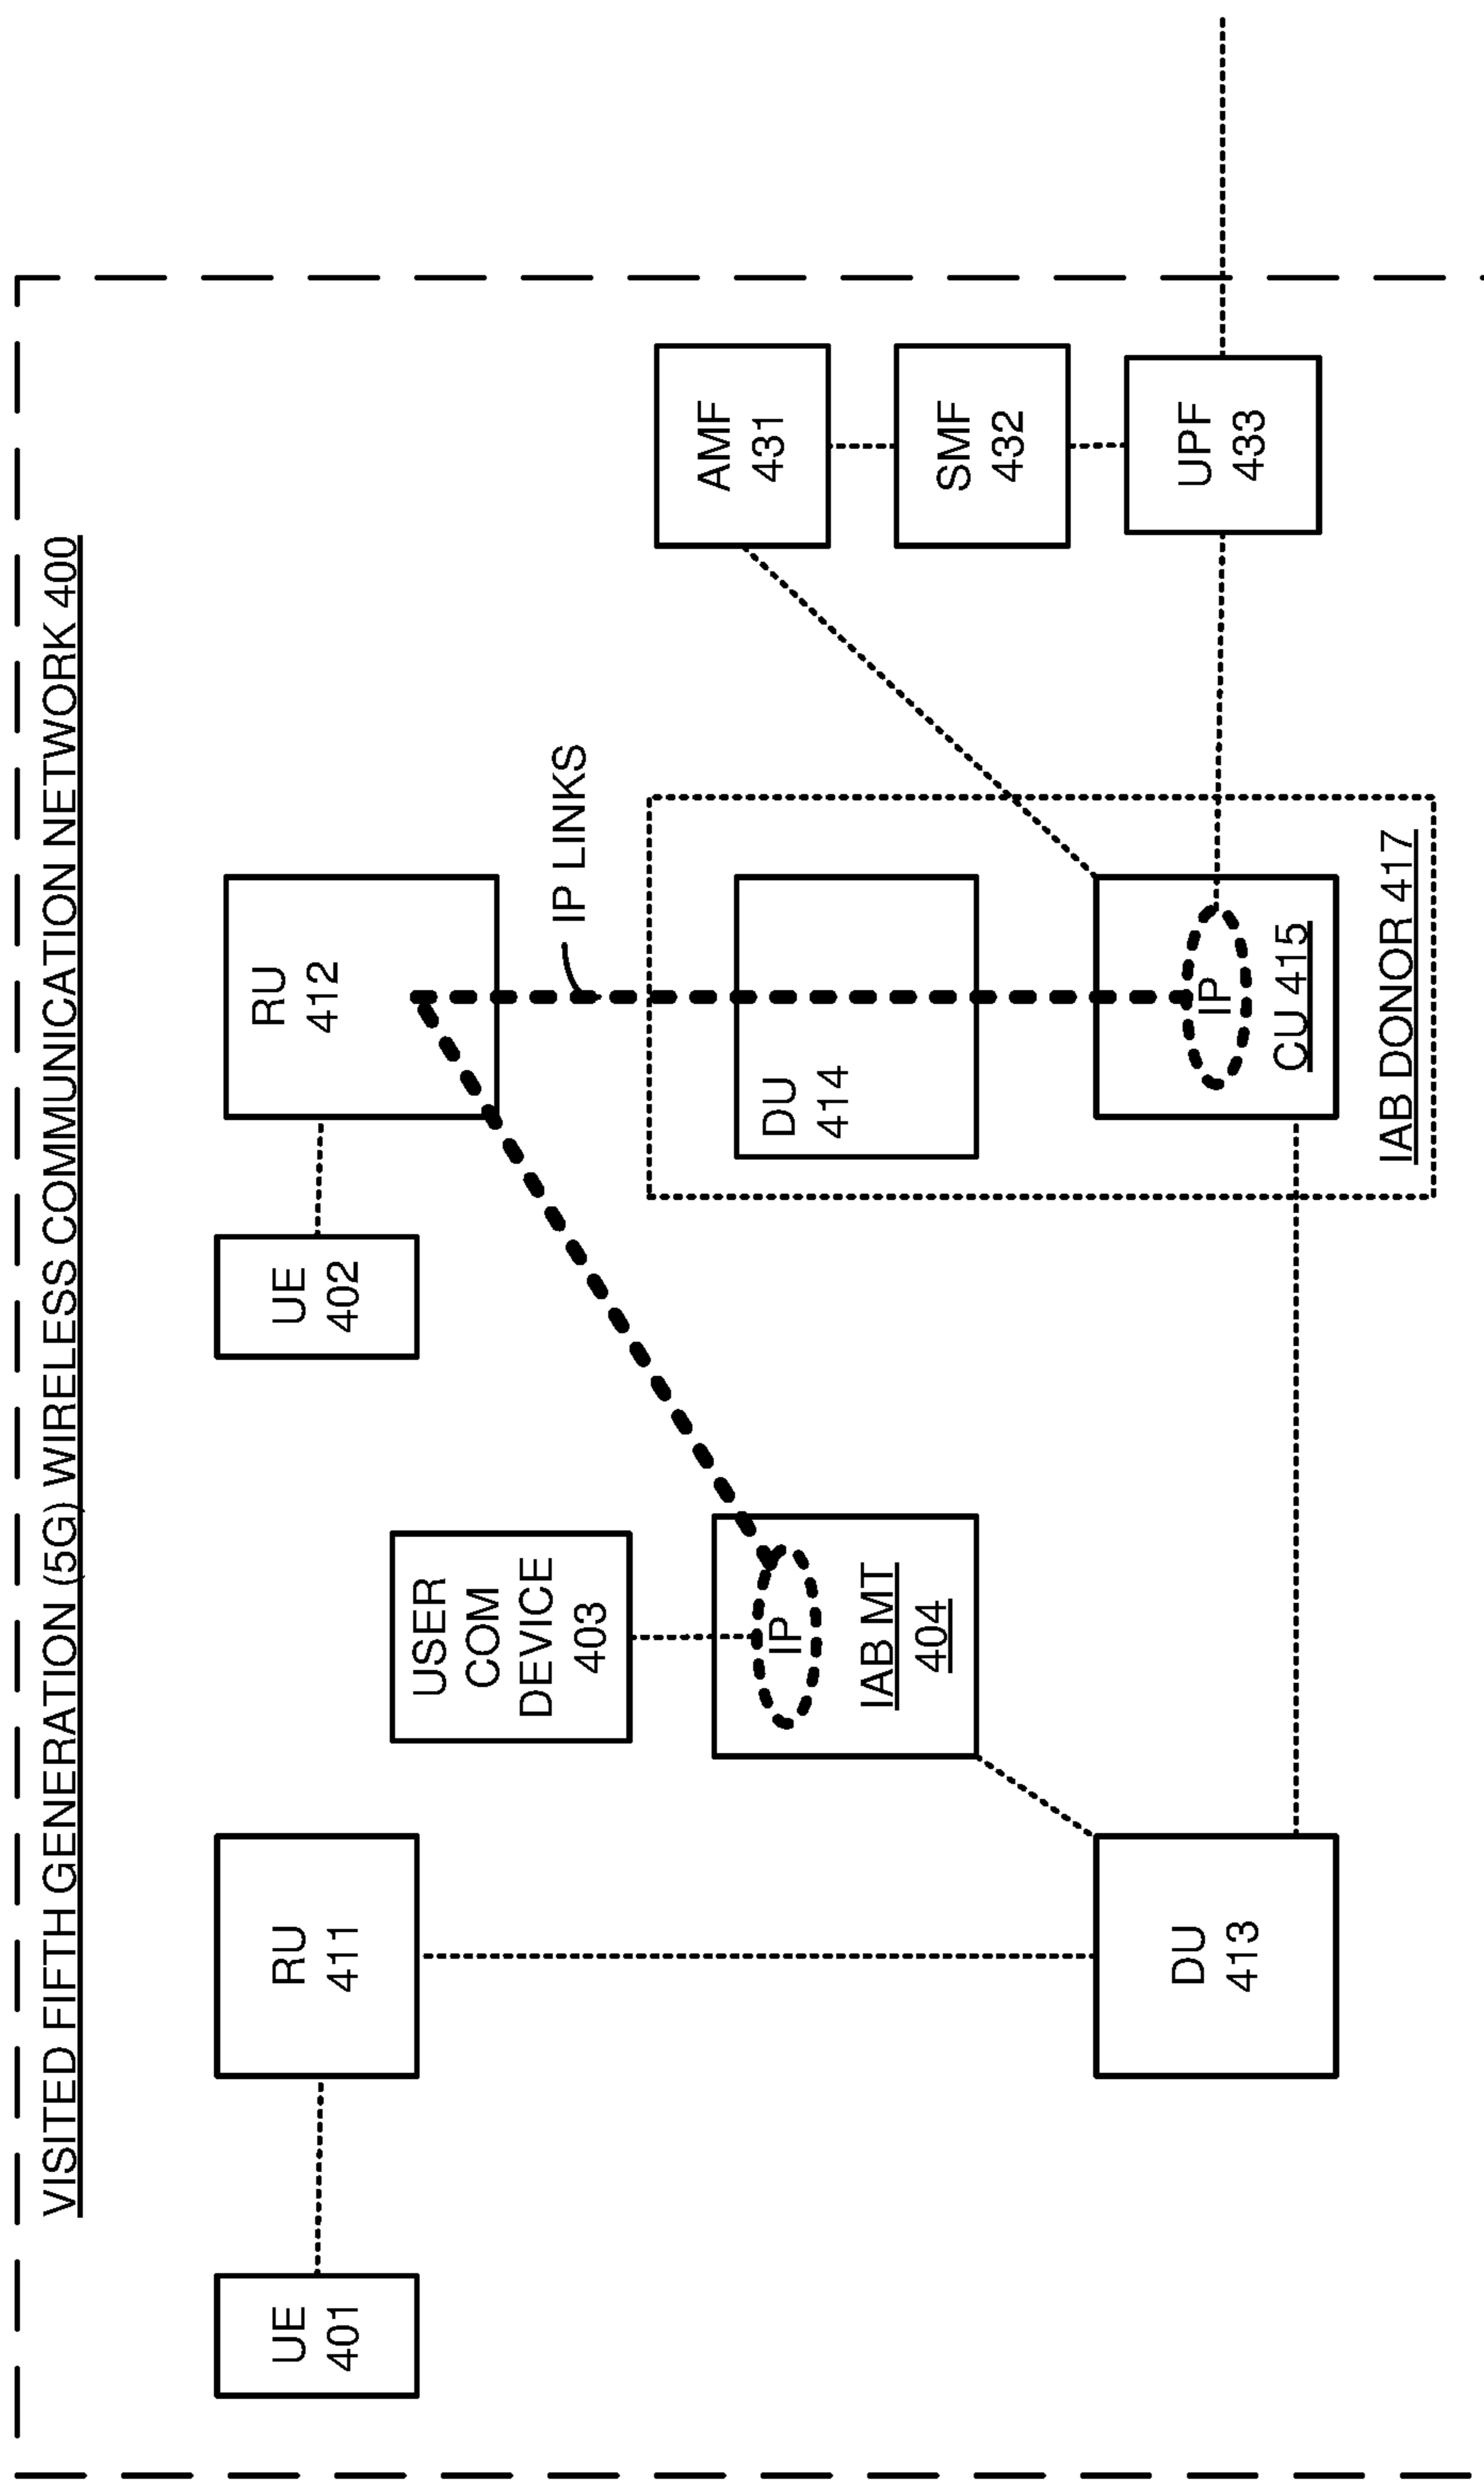 VISITED FIFTH GENERATION (5G) WIRELESS COMMUNICATION NETWORK 400
UE
401
RU
411
UE
402
RU
412
USER
COM
DEVICE
403
IP LINKS
IP
IAB MT
404
DU
414
AMF
431
SMF
432
DU
413
IP
CU 415
IAB DONOR 417
UPF
433